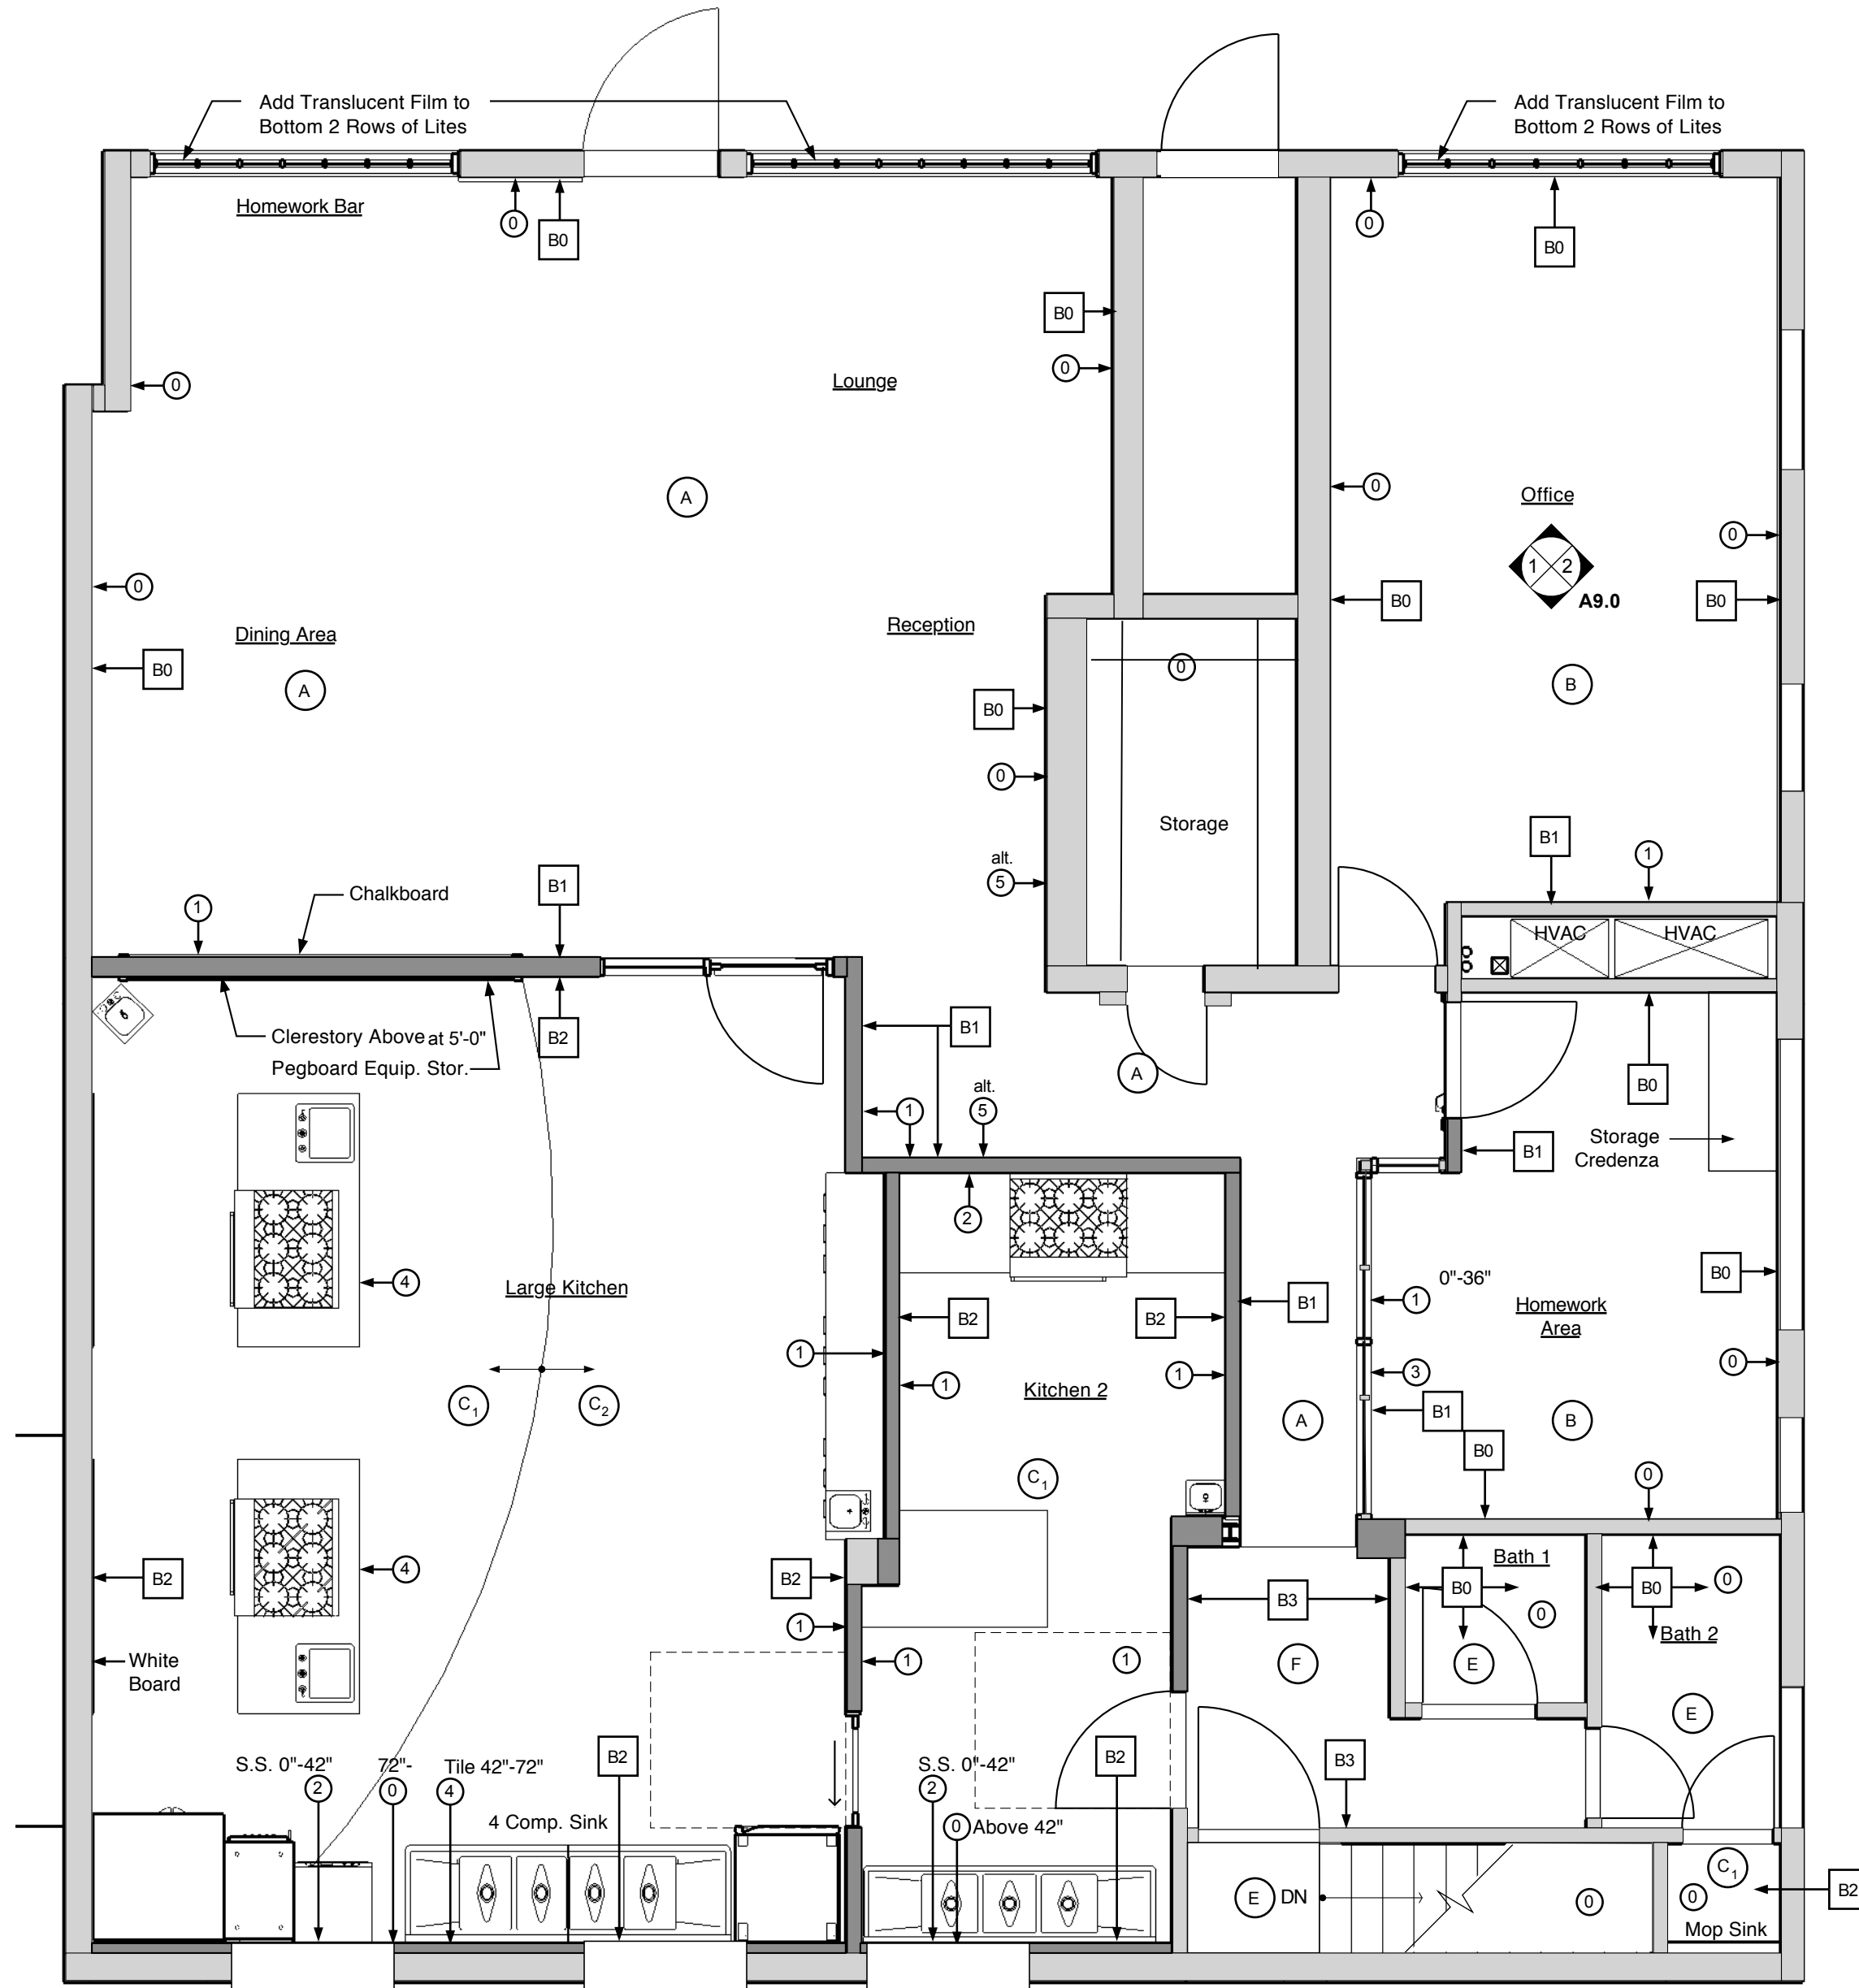 Add Translucent Film to
Bottom 2 Rows of Lites
Add Translucent Film to
Bottom 2 Rows of Lites
Homework Bar
0
B0
0
B0
B0
0
0
Lounge
A
0
Office
1 2
A9.0
0
B0
B0
0
B0
Dining Area
A
Reception
0
B0
0
alt.
5
Storage
B
B1
1
HVAC
HVAC
1
Chalkboard
B1
Clerestory Above at 5'-0"
Pegboard Equip. Stor.
B2
B1
1
alt.
5
A
B0
Storage
Credenza
B1
2
4
Large Kitchen
B2
B2
B1
0"-36"
1
Homework
Area
B0
1
1
Kitchen 2
1
3
0
C1
C2
A
B1
B0
B
C1
0
B2
4
B2
B3
Bath 1
B0
0
B0
0
Bath 2
1
1
1
F
E
E
White
Board
S.S. 0"-42"
2
72"-
0
Tile 42"-72"
4
B2
4 Comp. Sink
S.S. 0"-42"
2
0 Above 42"
B2
B3
E DN
0
C1
0
B2
Mop Sink